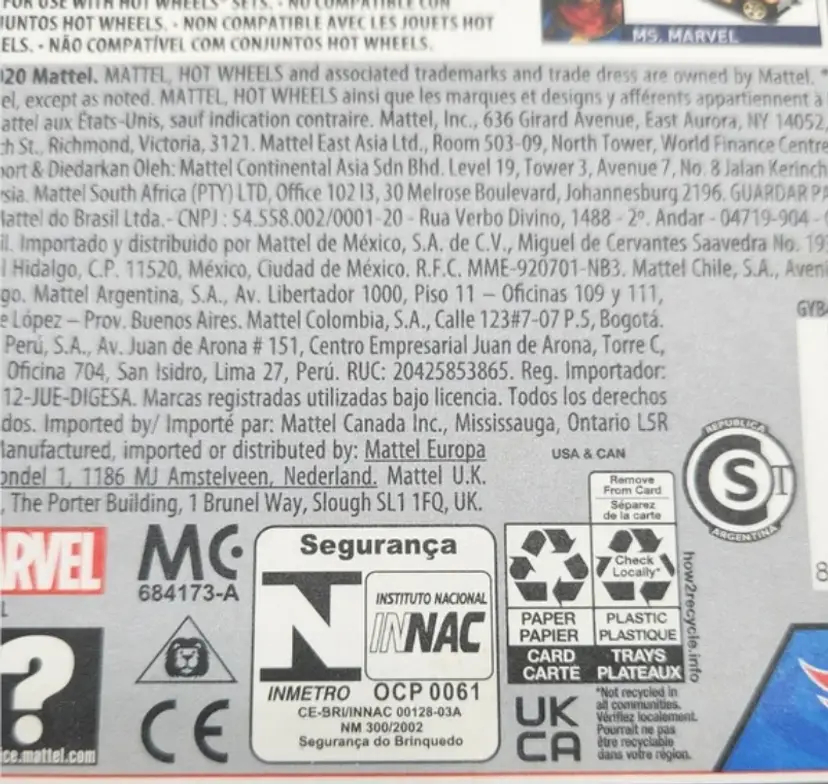 FOR USE WITH HOT WHEELS SETS. • NO COMPATIBLE CON
JUNTOS HOT WHEELS. • NON COMPATIBLE AVEC LES JOUETS HOT
ELS. • NÃO COMPATÍVEL COM CONJUNTOS HOT WHEELS.
MS. MARVEL
20 Mattel. MATTEL, HOT WHEELS and associated trademarks and trade dress are owned by Mattel. *
el, except as noted. MATTEL, HOT WHEELS ainsi que les marques et designs y afférents appartiennent à
attel aux États-Unis, sauf indication contraire. Mattel, Inc., 636 Girard Avenue, East Aurora, NY 14052,
ch St., Richmond, Victoria, 3121. Mattel East Asia Ltd., Room 503-09, North Tower, World Finance Centre
port & Diedarkan Oleh: Mattel Continental Asia Sdn Bhd. Level 19, Tower 3, Avenue 7, No. 8 Jalan Kerinch
sia. Mattel South Africa (PTY) LTD, Office 102 I3, 30 Melrose Boulevard, Johannesburg 2196. GUARDAR PA
Mattel do Brasil Ltda.- CNPJ : 54.558.002/0001-20 - Rua Verbo Divino, 1488 - 2º. Andar - 04719-904 -
il. Importado y distribuido por Mattel de México, S.A. de C.V., Miguel de Cervantes Saavedra No. 19
l Hidalgo, C.P. 11520, México, Ciudad de México. R.F.C. MME-920701-NB3. Mattel Chile, S.A., Aveni
go. Mattel Argentina, S.A., Av. Libertador 1000, Piso 11 – Oficinas 109 y 111,
e López – Prov. Buenos Aires. Mattel Colombia, S.A., Calle 123#7-07 P.5, Bogotá.
GYB
Perú, S.A., Av. Juan de Arona # 151, Centro Empresarial Juan de Arona, Torre C,
Oficina 704, San Isidro, Lima 27, Perú. RUC: 20425853865. Reg. Importador:
12-JUE-DIGESA. Marcas registradas utilizadas bajo licencia. Todos los derechos
dos. Imported by/ Importé par: Mattel Canada Inc., Mississauga, Ontario L5R
Manufactured, imported or distributed by: Mattel Europa
ondel 1, 1186 MJ Amstelveen, Nederland. Mattel U.K.
, The Porter Building, 1 Brunel Way, Slough SL1 1FQ, UK.
USA & CAN
Remove
From Card
Séparez
de la carte
Check
Locally*
PAPER
PAPIER
CARD
CARTE
PLASTIC
PLASTIQUE
TRAYS
PLATEAUX
how2recycle.info
*Not recycled in
all communities.
Vérifiez localement.
Pourrait ne pas
être recyclable
dans votre région.
REPUBLICA
S
T
ARGENTINA
8
ARVEL
L
MC
684173-A
Segurança
N
INSTITUTO NACIONAL
INNAC
INMETRO OCP 0061
CE-BRI/INNAC 00128-03A
NM 300/2002
Segurança do Brinquedo
CE
UK
CA
?
ce.mattel.com